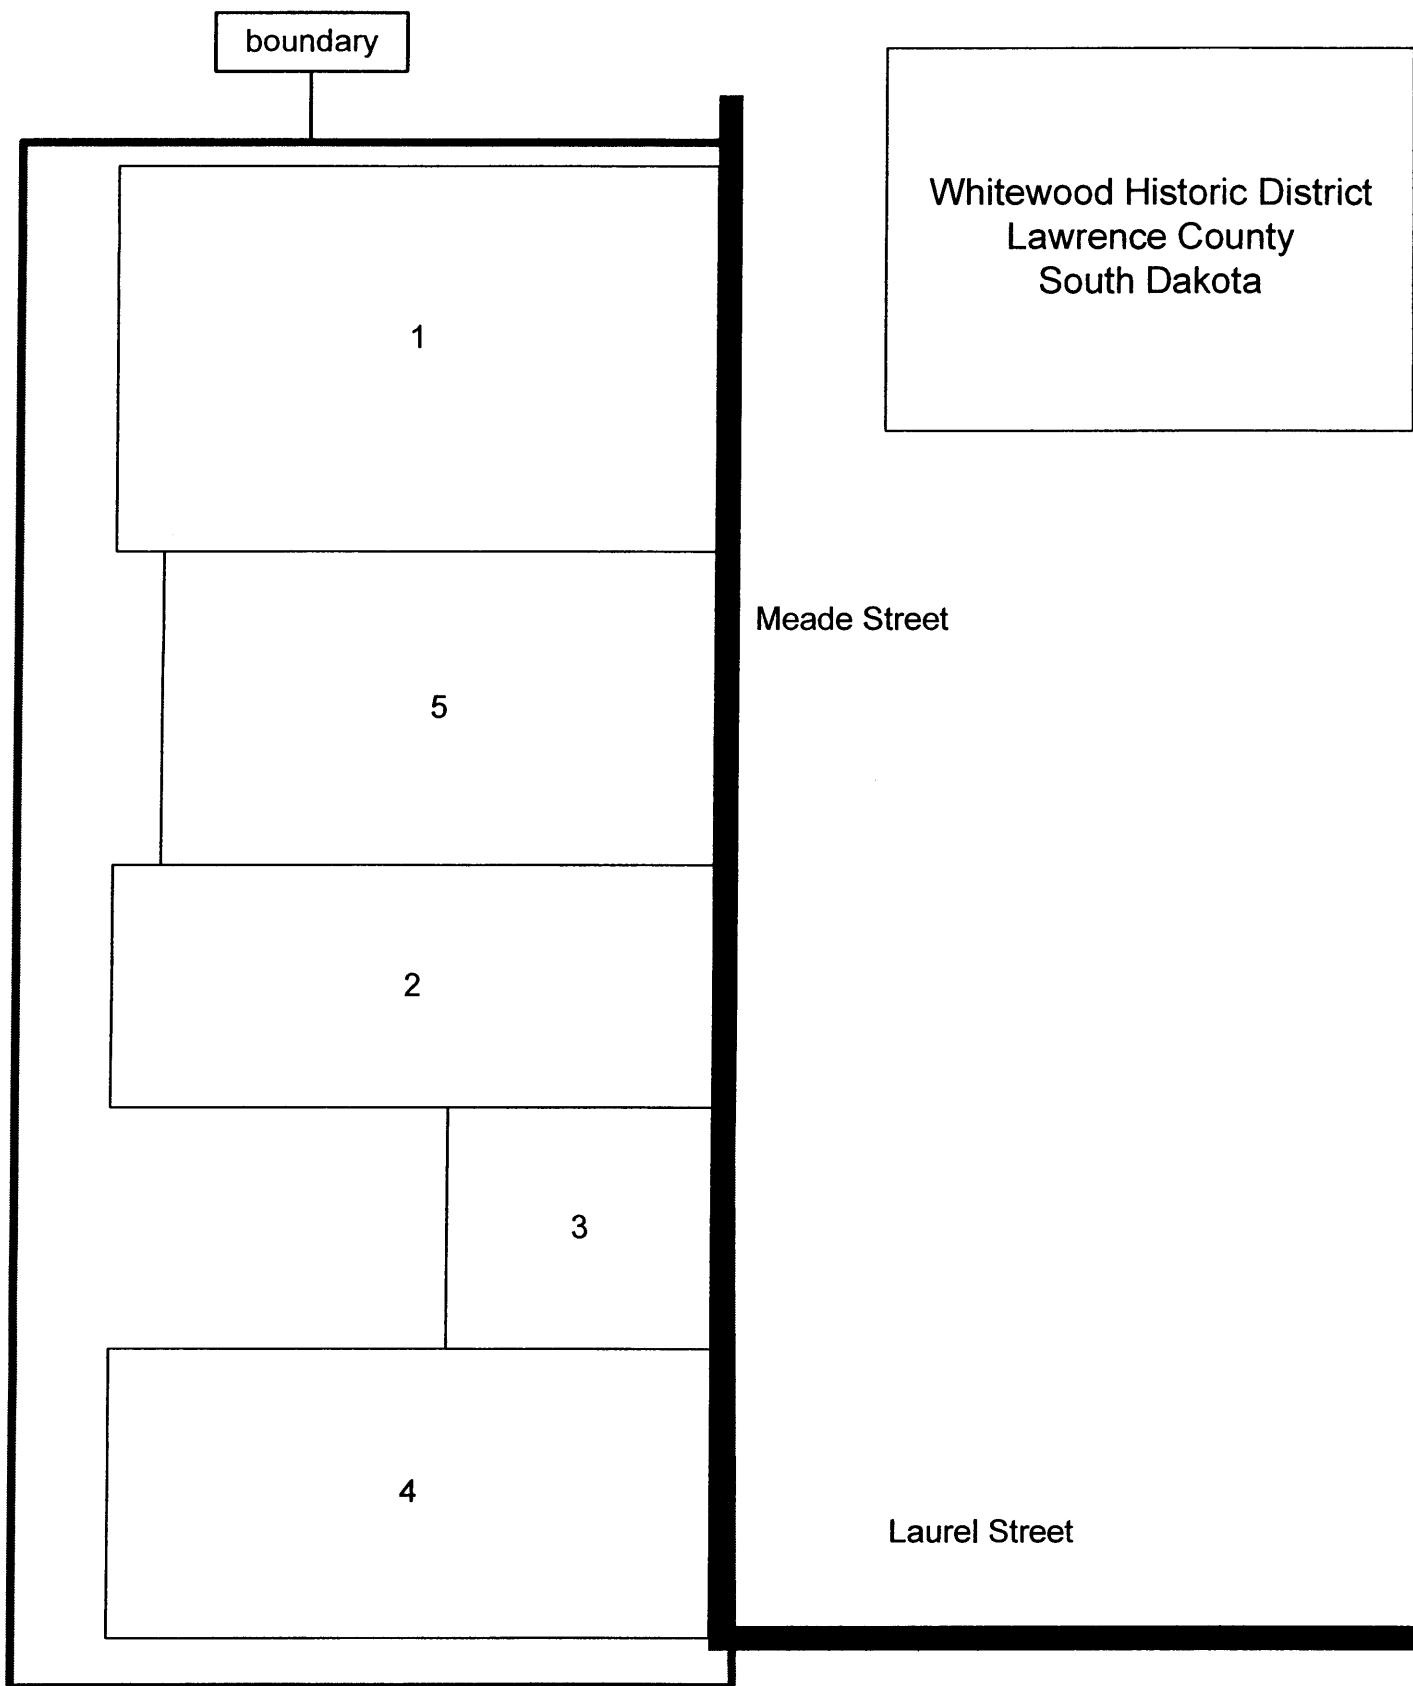 boundary
Whitewood Historic District
Lawrence County
South Dakota
1
Meade Street
5
2
3
4
Laurel Street